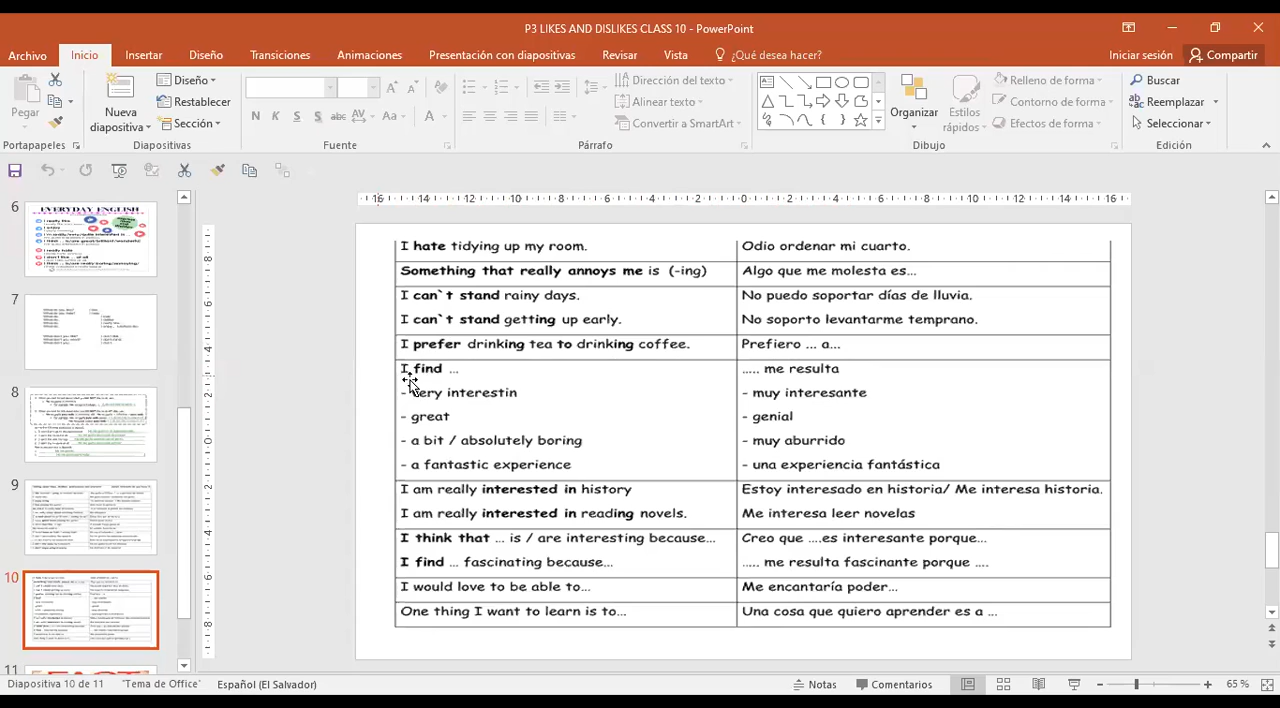 P3 LIKES AND DISLIKES CLASS 10 - PowerPoint
Archivo Inicio Insertar Diseño Transiciones Animaciones Presentación con diapositivas Revisar Vista ¿Qué desea hacer? Iniciar sesión Compartir
Pegar
Nueva diapositiva
Diseño
Restablecer
Sección
Dirección del texto
Alinear texto
Convertir a SmartArt
Organizar
Estilos rápidos
Relleno de forma
Contorno de forma
Efectos de forma
Buscar
Reemplazar
Seleccionar
Portapapeles Diapositivas Fuente Párrafo Dibujo Edición
6
EVERYDAY ENGLISH
7
8
9
10
11
I hate tidying up my room. Odio ordenar mi cuarto.
Something that really annoys me is (-ing) Algo que me molesta es...
I can`t stand rainy days. No puedo soportar días de lluvia.
I can`t stand getting up early. No soporto levantarme temprano.
I prefer drinking tea to drinking coffee. Prefiero ... a...
I find ... ..... me resulta
- very interestin - muy interesante
- great - genial
- a bit / absolutely boring - muy aburrido
- a fantastic experience - una experiencia fantástica
I am really interested in history Estoy interesado en historia/ Me interesa historia.
I am really interested in reading novels. Me interesa leer novelas
I think that ... is / are interesting because... Creo que ...es interesante porque...
I find ... fascinating because... ..... me resulta fascinante porque ....
I would love to be able to... Me encantaría poder...
One thing I want to learn is to... Una cosa que quiero aprender es a ...
Diapositiva 10 de 11 "Tema de Office" Español (El Salvador) Notas Comentarios 65 %